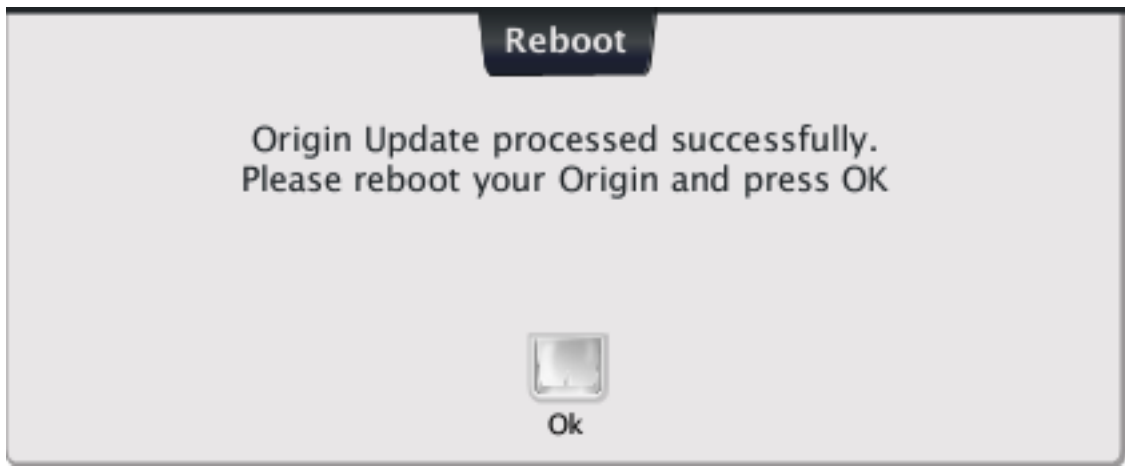 Reboot
Origin Update processed successfully.
Please reboot your Origin and press OK
Ok